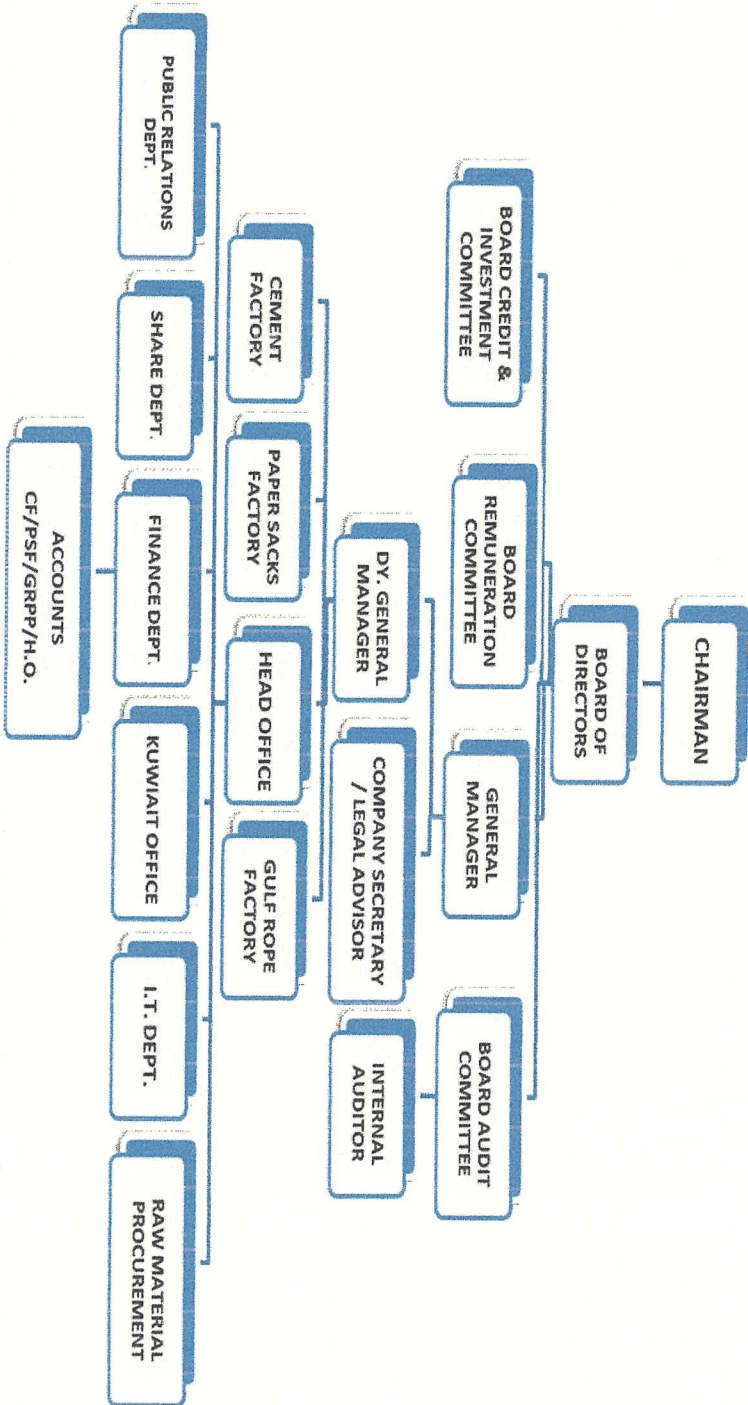 CHAIRMAN
BOARD OF
DIRECTORS
BOARD CREDIT &
INVESTMENT
COMMITTEE
BOARD
REMUNERATION
COMMITTEE
GENERAL
MANAGER
BOARD AUDIT
COMMITTEE
DY. GENERAL
MANAGER
COMPANY SECRETARY
/ LEGAL ADVISOR
INTERNAL
AUDITOR
CEMENT
FACTORY
PAPER SACKS
FACTORY
HEAD OFFICE
GULF ROPE
FACTORY
PUBLIC RELATIONS
DEPT.
SHARE DEPT.
FINANCE DEPT.
KUWIAIT OFFICE
I.T. DEPT.
RAW MATERIAL
PROCUREMENT
ACCOUNTS
CF/PSF/GRPP/H.O.